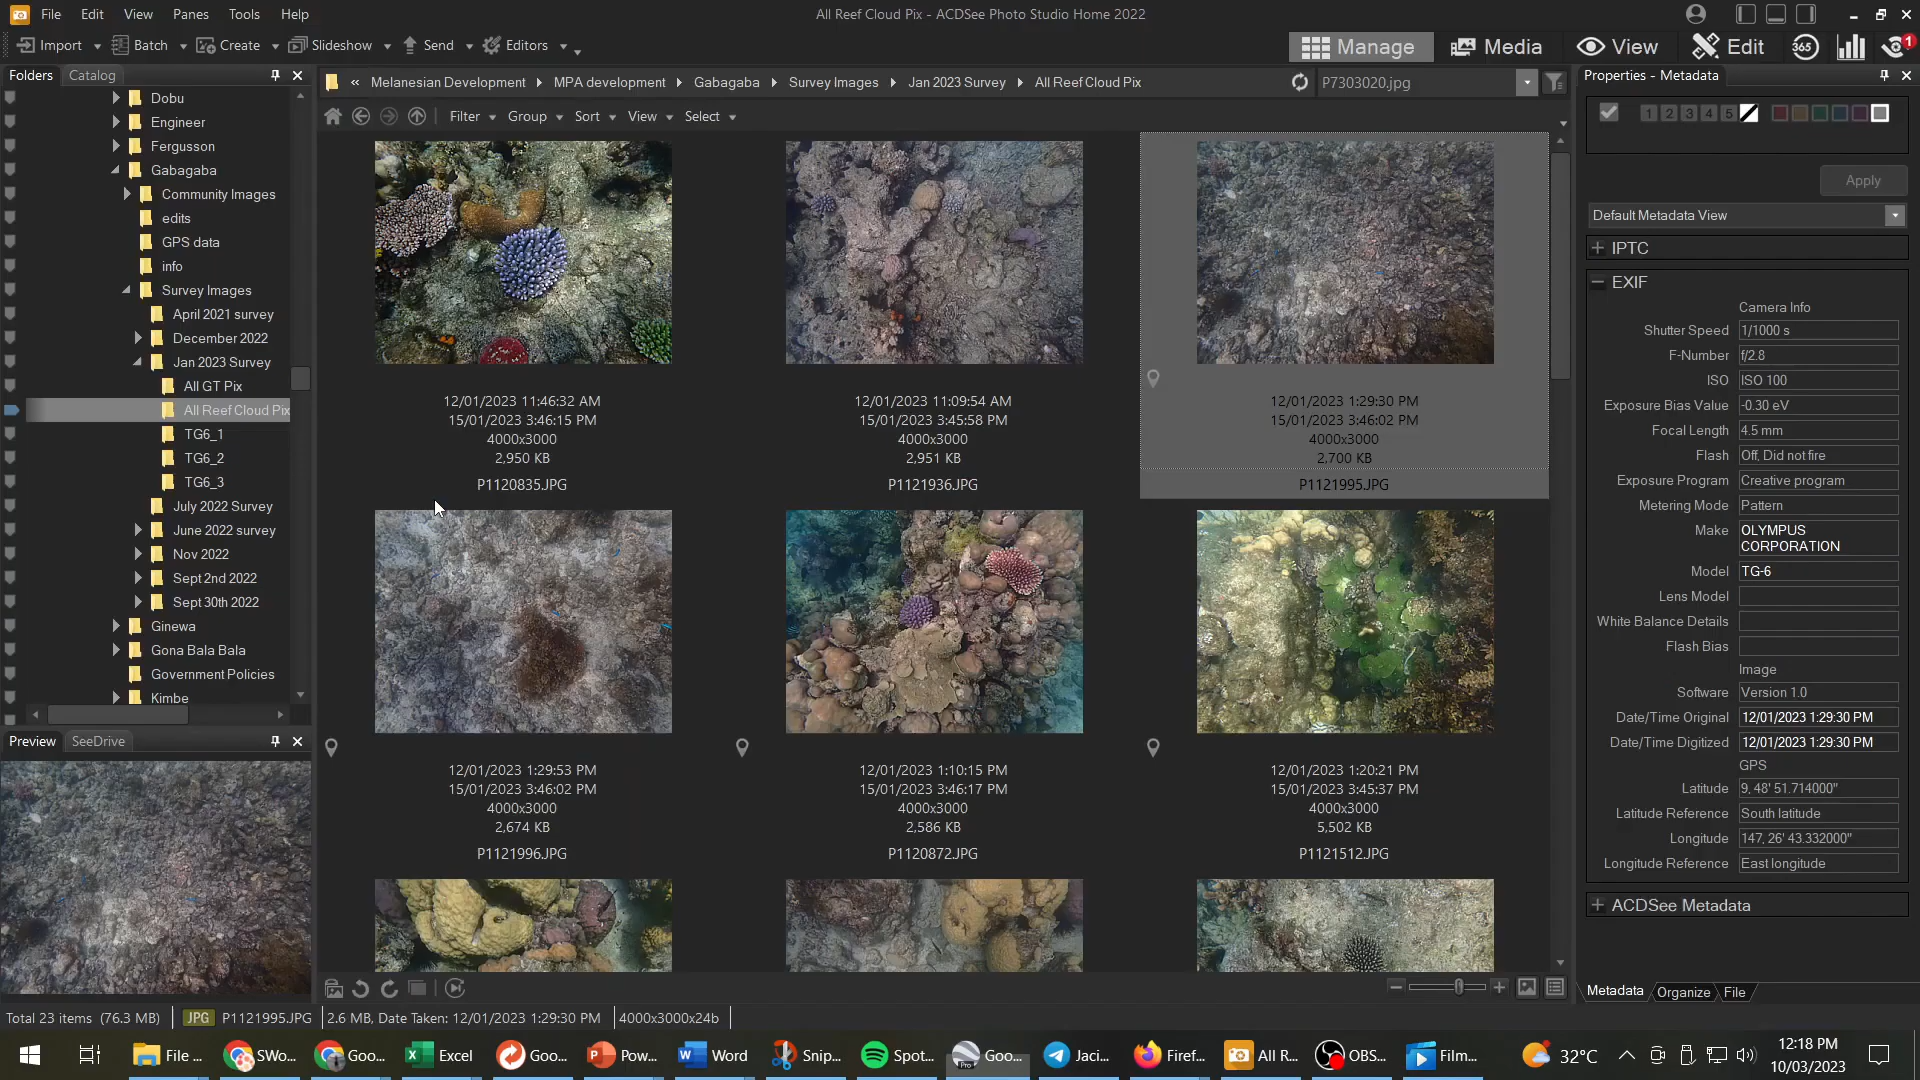 File Edit View Panes Tools Help
All Reef Cloud Pix - ACDSee Photo Studio Home 2022
Import Batch Create Slideshow Send Editors
Manage Media View Edit 365 1
Folders Catalog
Dobu
Engineer
Fergusson
Gabagaba
Community Images
edits
GPS data
info
Survey Images
April 2021 survey
December 2022
Jan 2023 Survey
All GT Pix
All Reef Cloud Pix
TG6_1
TG6_2
TG6_3
July 2022 Survey
June 2022 survey
Nov 2022
Sept 2nd 2022
Sept 30th 2022
Ginewa
Gona Bala Bala
Government Policies
Kimbe
Preview SeeDrive
« Melanesian Development MPA development Gabagaba Survey Images Jan 2023 Survey All Reef Cloud Pix
P7303020.jpg
Filter Group Sort View Select
12/01/2023 11:46:32 AM
15/01/2023 3:46:15 PM
4000x3000
2,950 KB
P1120835.JPG
12/01/2023 11:09:54 AM
15/01/2023 3:45:58 PM
4000x3000
2,951 KB
P1121936.JPG
12/01/2023 1:29:30 PM
15/01/2023 3:46:02 PM
4000x3000
2,700 KB
P1121995.JPG
12/01/2023 1:29:53 PM
15/01/2023 3:46:02 PM
4000x3000
2,674 KB
P1121996.JPG
12/01/2023 1:10:15 PM
15/01/2023 3:46:17 PM
4000x3000
2,586 KB
P1120872.JPG
12/01/2023 1:20:21 PM
15/01/2023 3:45:37 PM
4000x3000
5,502 KB
P1121512.JPG
Properties - Metadata
1 2 3 4 5
Apply
Default Metadata View
IPTC
EXIF
Camera Info
Shutter Speed 1/1000 s
F-Number f/2.8
ISO ISO 100
Exposure Bias Value -0.30 eV
Focal Length 4.5 mm
Flash Off, Did not fire
Exposure Program Creative program
Metering Mode Pattern
Make OLYMPUS CORPORATION
Model TG-6
Lens Model
White Balance Details
Flash Bias
Image
Software Version 1.0
Date/Time Original 12/01/2023 1:29:30 PM
Date/Time Digitized 12/01/2023 1:29:30 PM
GPS
Latitude 9, 48' 51.714000"
Latitude Reference South latitude
Longitude 147, 26' 43.332000"
Longitude Reference East longitude
ACDSee Metadata
Metadata Organize File
Total 23 items (76.3 MB) JPG P1121995.JPG 2.6 MB, Date Taken: 12/01/2023 1:29:30 PM 4000x3000x24b
File ... SWo... Goo... Excel Goo... Pow... Word Snip... Spot... Goo... Jaci... Firef... All R... OBS... Film... 32°C
12:18 PM
10/03/2023